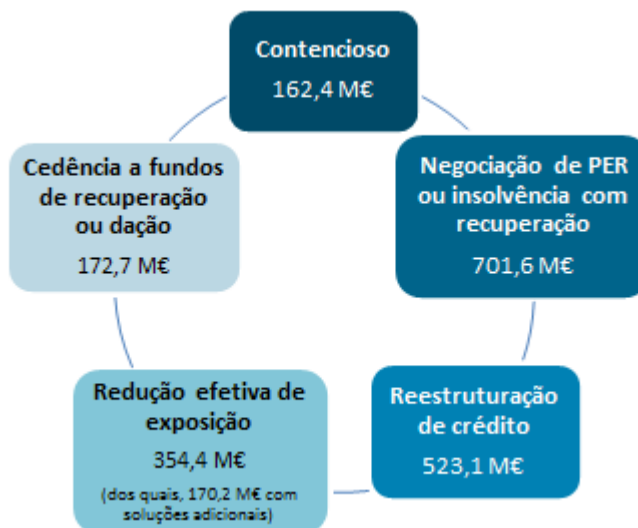 Contencioso
162,4 M€
Negociação de PER
ou insolvência com
recuperação
701,6 M€
Reestruturação
de crédito
523,1 M€
Redução efetiva de
exposição
354,4 M€
(dos quais, 170,2 M€ com
soluções adicionais)
Cedência a fundos
de recuperação
ou dação
172,7 M€